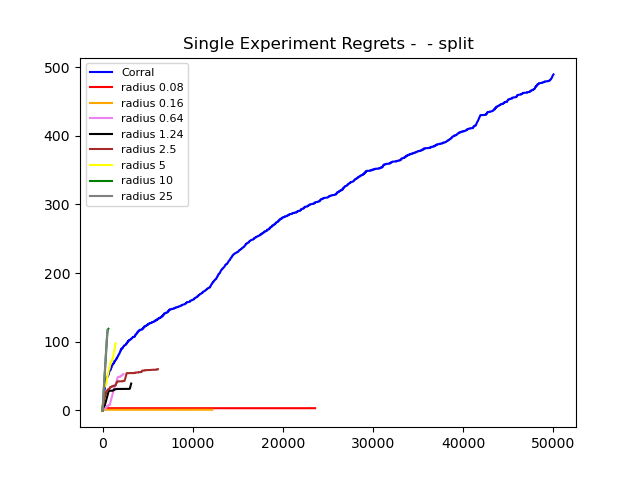 Single Experiment Regrets -  - split
Corral
radius 0.08
radius 0.16
radius 0.64
radius 1.24
radius 2.5
radius 5
radius 10
radius 25
500
400
300
200
100
0
0 10000 20000 30000 40000 50000